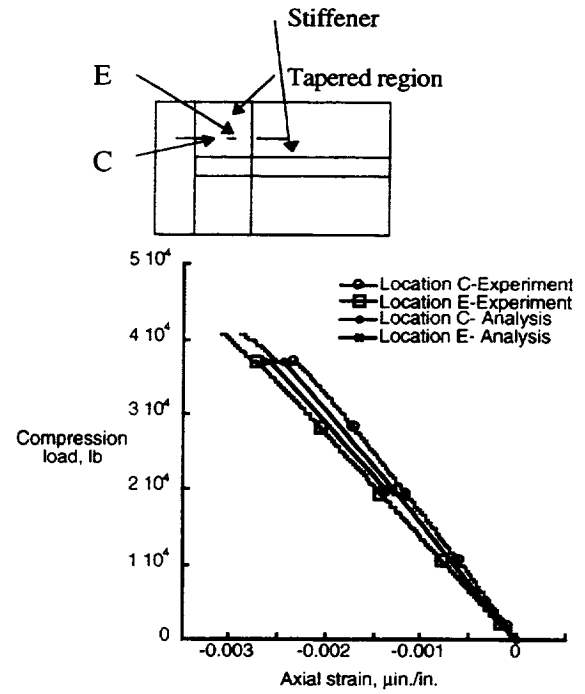 Stiffener
E
Tapered region
C
5 10⁴
Location C-Experiment
Location E-Experiment
Location C- Analysis
Location E- Analysis
4 10⁴
3 10⁴
Compression
load, lb
2 10⁴
1 10⁴
0
-0.003
-0.002
-0.001
0
Axial strain, μin./in.